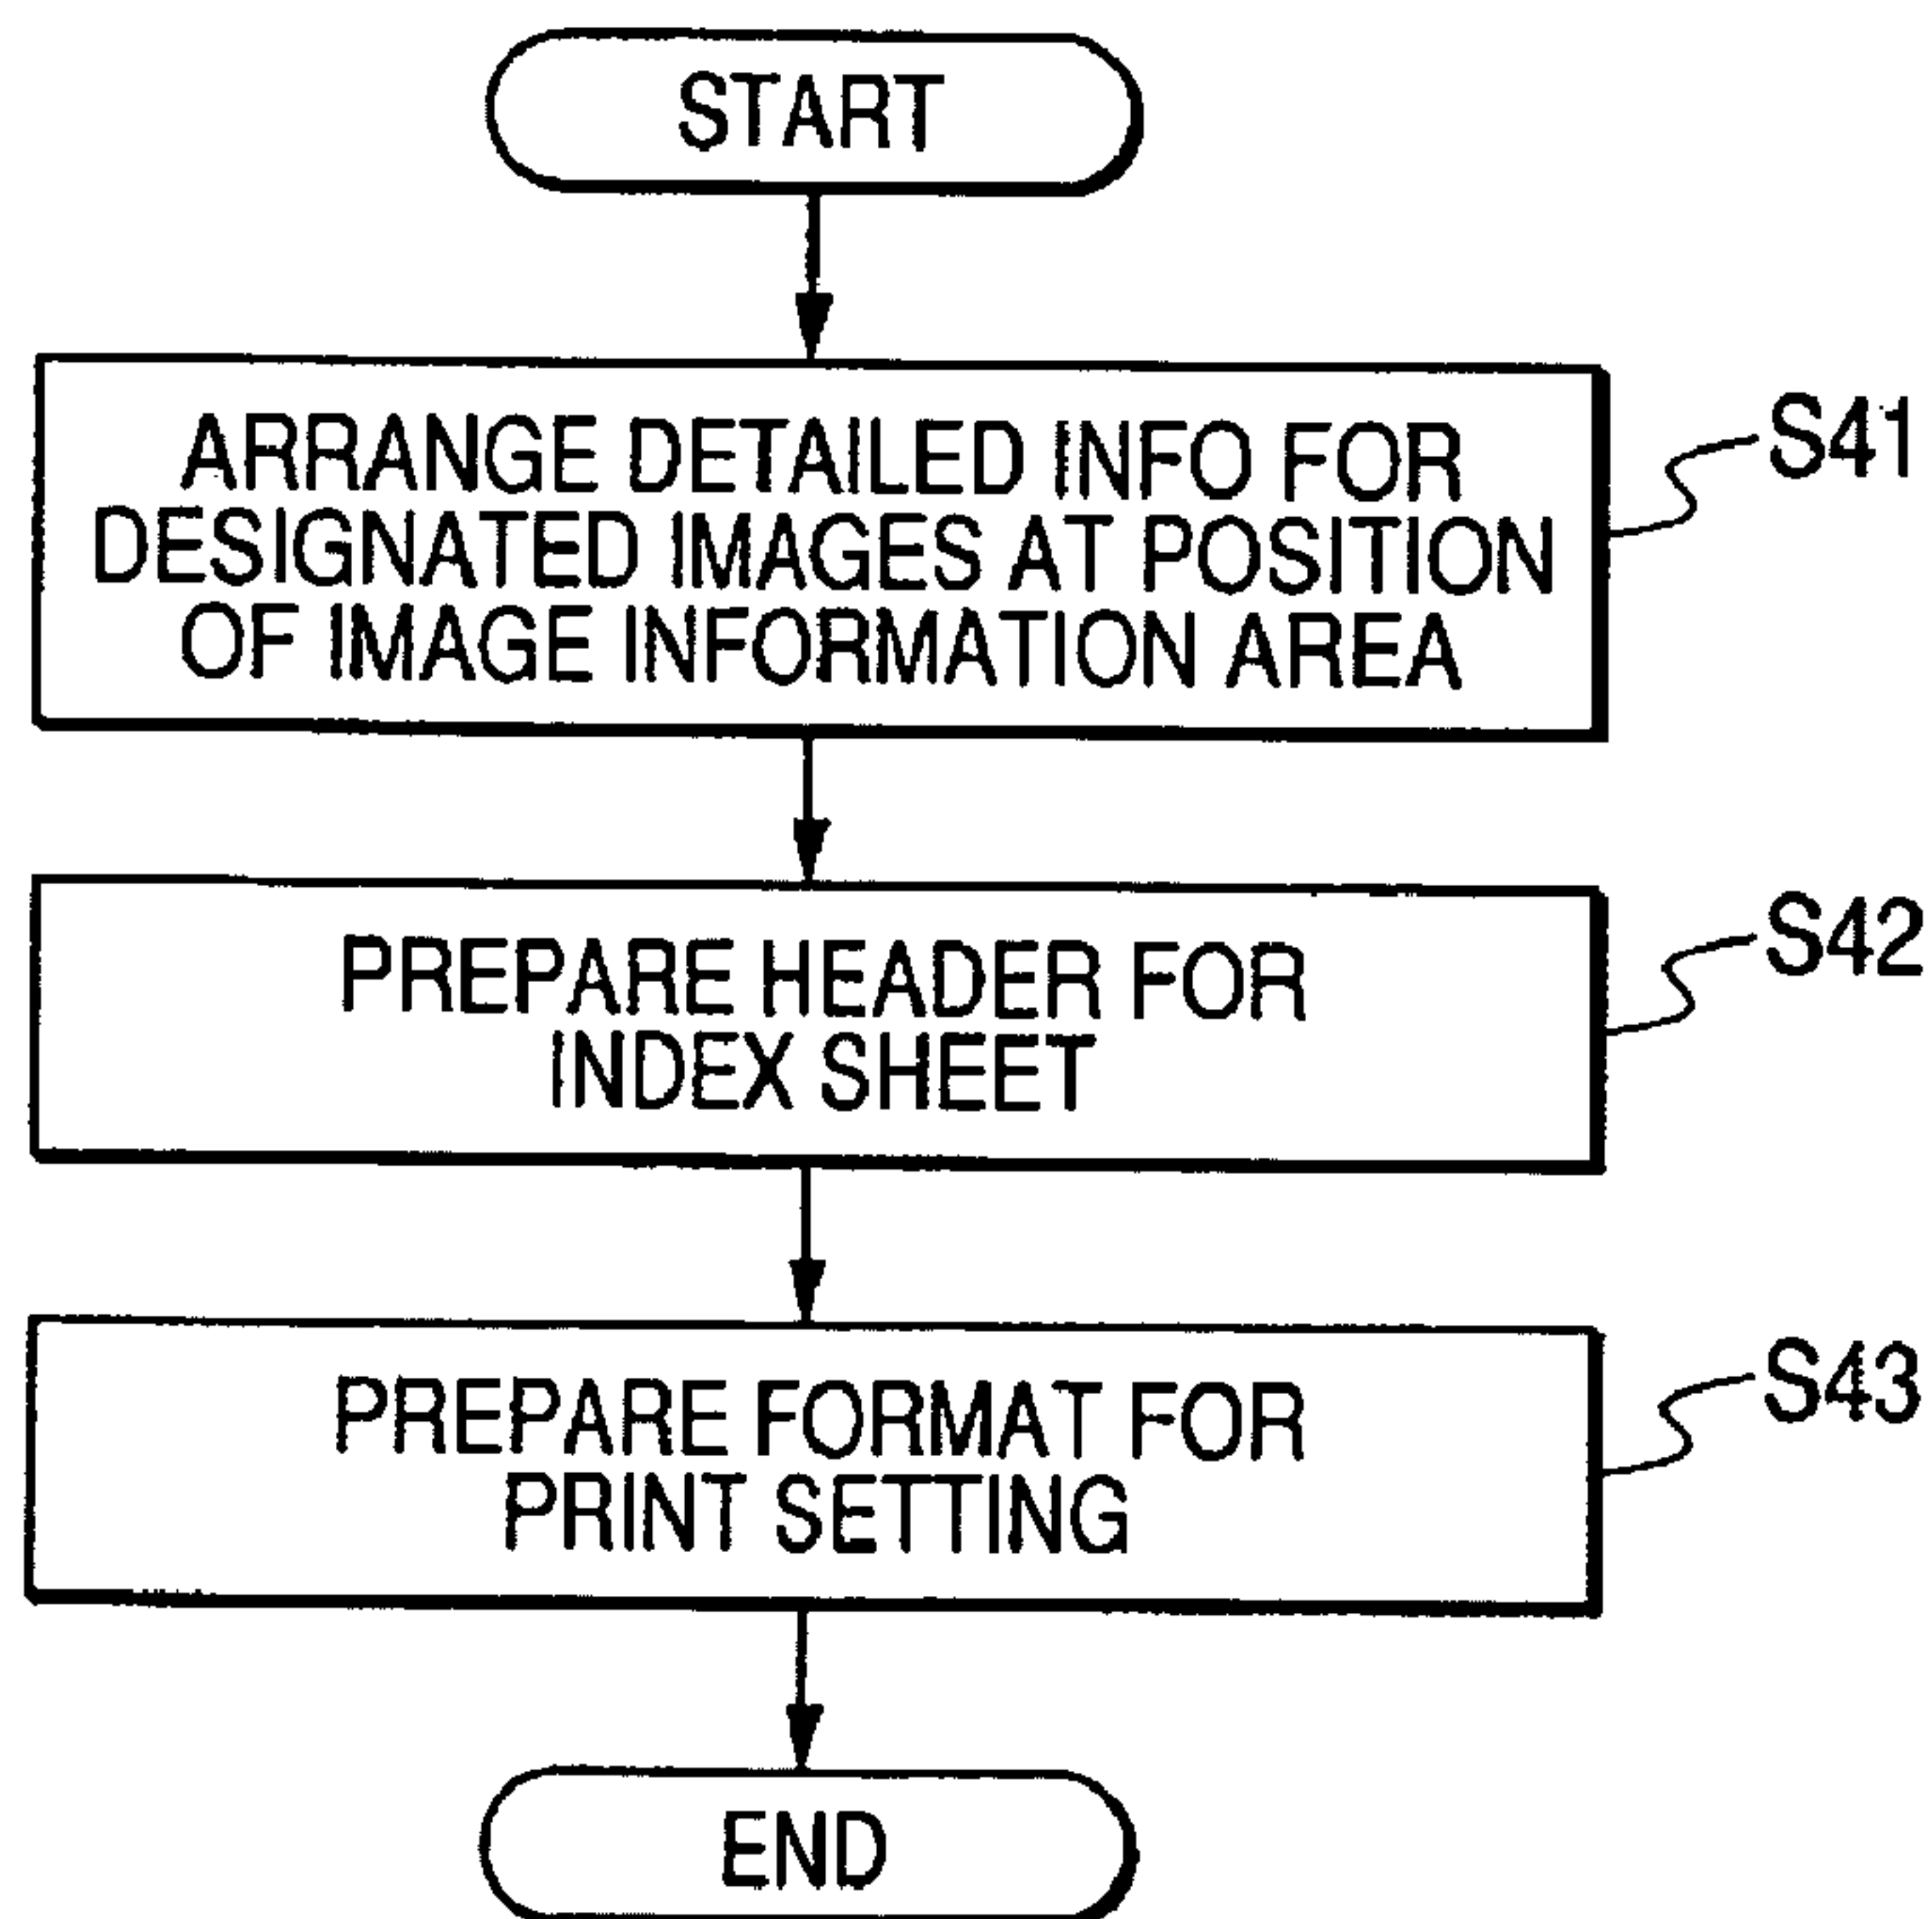 START
ARRANGE DETAILED INFO FOR
DESIGNATED IMAGES AT POSITION
OF IMAGE INFORMATION AREA
S41
PREPARE HEADER FOR
INDEX SHEET
S42
PREPARE FORMAT FOR
PRINT SETTING
S43
END